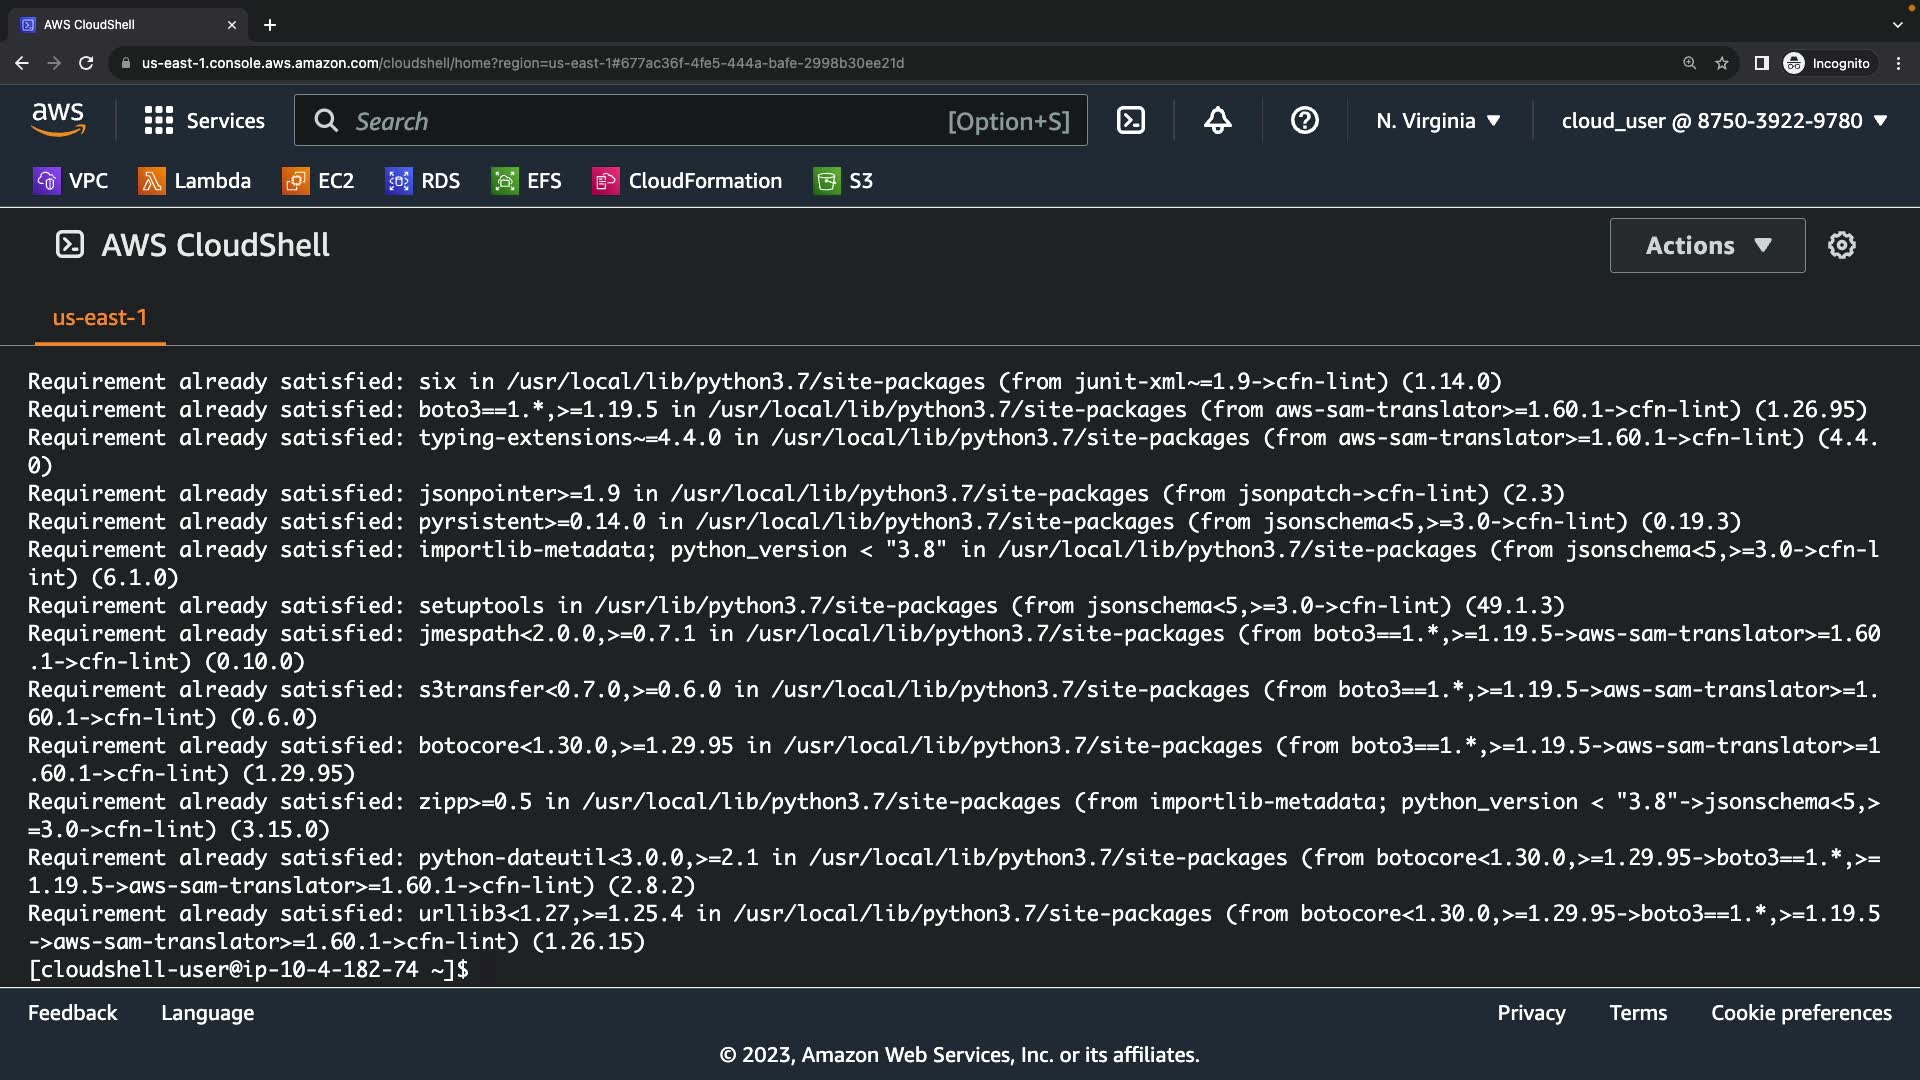 AWS CloudShell
us-east-1.console.aws.amazon.com/cloudshell/home?region=us-east-1#677ac36f-4fe5-444a-bafe-2998b30ee21d
Incognito
aws
Services
Search
[Option+S]
N. Virginia
cloud_user @ 8750-3922-9780
VPC
Lambda
EC2
RDS
EFS
CloudFormation
S3
AWS CloudShell
Actions
us-east-1
Requirement already satisfied: six in /usr/local/lib/python3.7/site-packages (from junit-xml~=1.9->cfn-lint) (1.14.0)
Requirement already satisfied: boto3==1.*,>=1.19.5 in /usr/local/lib/python3.7/site-packages (from aws-sam-translator>=1.60.1->cfn-lint) (1.26.95)
Requirement already satisfied: typing-extensions~=4.4.0 in /usr/local/lib/python3.7/site-packages (from aws-sam-translator>=1.60.1->cfn-lint) (4.4.
0)
Requirement already satisfied: jsonpointer>=1.9 in /usr/local/lib/python3.7/site-packages (from jsonpatch->cfn-lint) (2.3)
Requirement already satisfied: pyrsistent>=0.14.0 in /usr/local/lib/python3.7/site-packages (from jsonschema<5,>=3.0->cfn-lint) (0.19.3)
Requirement already satisfied: importlib-metadata; python_version < "3.8" in /usr/local/lib/python3.7/site-packages (from jsonschema<5,>=3.0->cfn-l
int) (6.1.0)
Requirement already satisfied: setuptools in /usr/lib/python3.7/site-packages (from jsonschema<5,>=3.0->cfn-lint) (49.1.3)
Requirement already satisfied: jmespath<2.0.0,>=0.7.1 in /usr/local/lib/python3.7/site-packages (from boto3==1.*,>=1.19.5->aws-sam-translator>=1.60
.1->cfn-lint) (0.10.0)
Requirement already satisfied: s3transfer<0.7.0,>=0.6.0 in /usr/local/lib/python3.7/site-packages (from boto3==1.*,>=1.19.5->aws-sam-translator>=1.
60.1->cfn-lint) (0.6.0)
Requirement already satisfied: botocore<1.30.0,>=1.29.95 in /usr/local/lib/python3.7/site-packages (from boto3==1.*,>=1.19.5->aws-sam-translator>=1
.60.1->cfn-lint) (1.29.95)
Requirement already satisfied: zipp>=0.5 in /usr/local/lib/python3.7/site-packages (from importlib-metadata; python_version < "3.8"->jsonschema<5,>
=3.0->cfn-lint) (3.15.0)
Requirement already satisfied: python-dateutil<3.0.0,>=2.1 in /usr/local/lib/python3.7/site-packages (from botocore<1.30.0,>=1.29.95->boto3==1.*,>=
1.19.5->aws-sam-translator>=1.60.1->cfn-lint) (2.8.2)
Requirement already satisfied: urllib3<1.27,>=1.25.4 in /usr/local/lib/python3.7/site-packages (from botocore<1.30.0,>=1.29.95->boto3==1.*,>=1.19.5
->aws-sam-translator>=1.60.1->cfn-lint) (1.26.15)
[cloudshell-user@ip-10-4-182-74 ~]$
Feedback
Language
Privacy
Terms
Cookie preferences
© 2023, Amazon Web Services, Inc. or its affiliates.